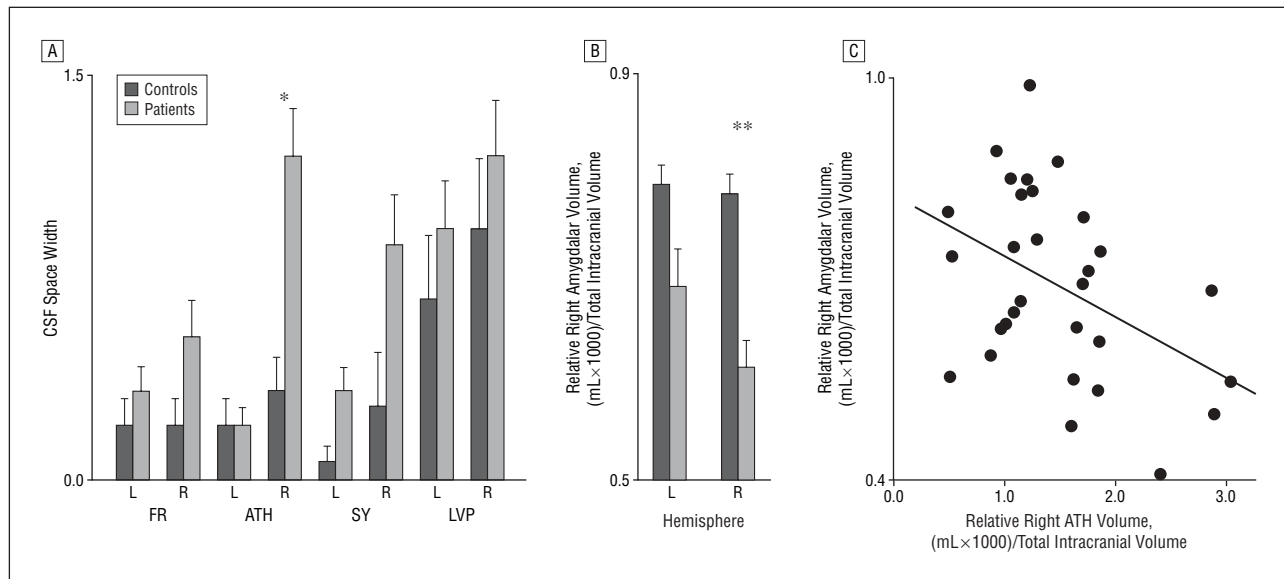 A
1.5
Controls
Patients
*
CSF Space Width
0.0
L
R
L
R
L
R
L
R
FR
ATH
SY
LVP
B
0.9
**
Relative Right Amygdalar Volume,
(mL×1000)/Total Intracranial Volume
0.5
L
R
Hemisphere
C
1.0
Relative Right Amygdalar Volume,
(mL×1000)/Total Intracranial Volume
0.4
0.0
1.0
2.0
3.0
Relative Right ATH Volume,
(mL×1000)/Total Intracranial Volume